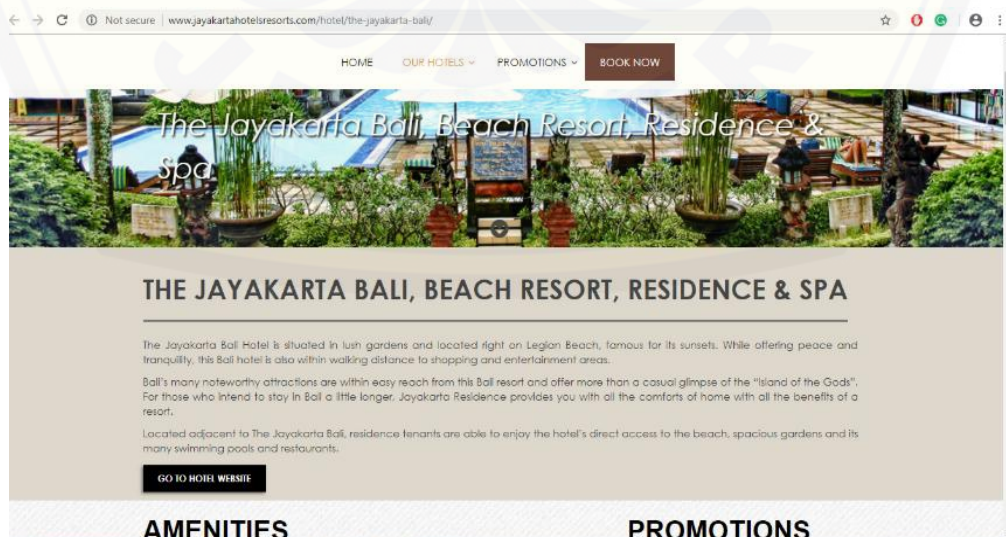 Not secure | www.jayakartahotelsresorts.com/hotel/the-jayakarta-bali/
HOME OUR HOTELS PROMOTIONS BOOK NOW
The Jayakarta Bali, Beach Resort, Residence &
Spa
THE JAYAKARTA BALI, BEACH RESORT, RESIDENCE & SPA
The Jayakarta Bali Hotel is situated in lush gardens and located right on Legian Beach, famous for its sunsets. While offering peace and
tranquility, this Bali hotel is also within walking distance to shopping and entertainment areas.
Bali's many noteworthy attractions are within easy reach from this Bali resort and offer more than a casual glimpse of the "Island of the Gods".
For those who intend to stay in Bali a little longer, Jayakarta Residence provides you with all the comforts of home with all the benefits of a
resort.
Located adjacent to The Jayakarta Bali, residence tenants are able to enjoy the hotel's direct access to the beach, spacious gardens and its
many swimming pools and restaurants.
GO TO HOTEL WEBSITE
AMENITIES PROMOTIONS